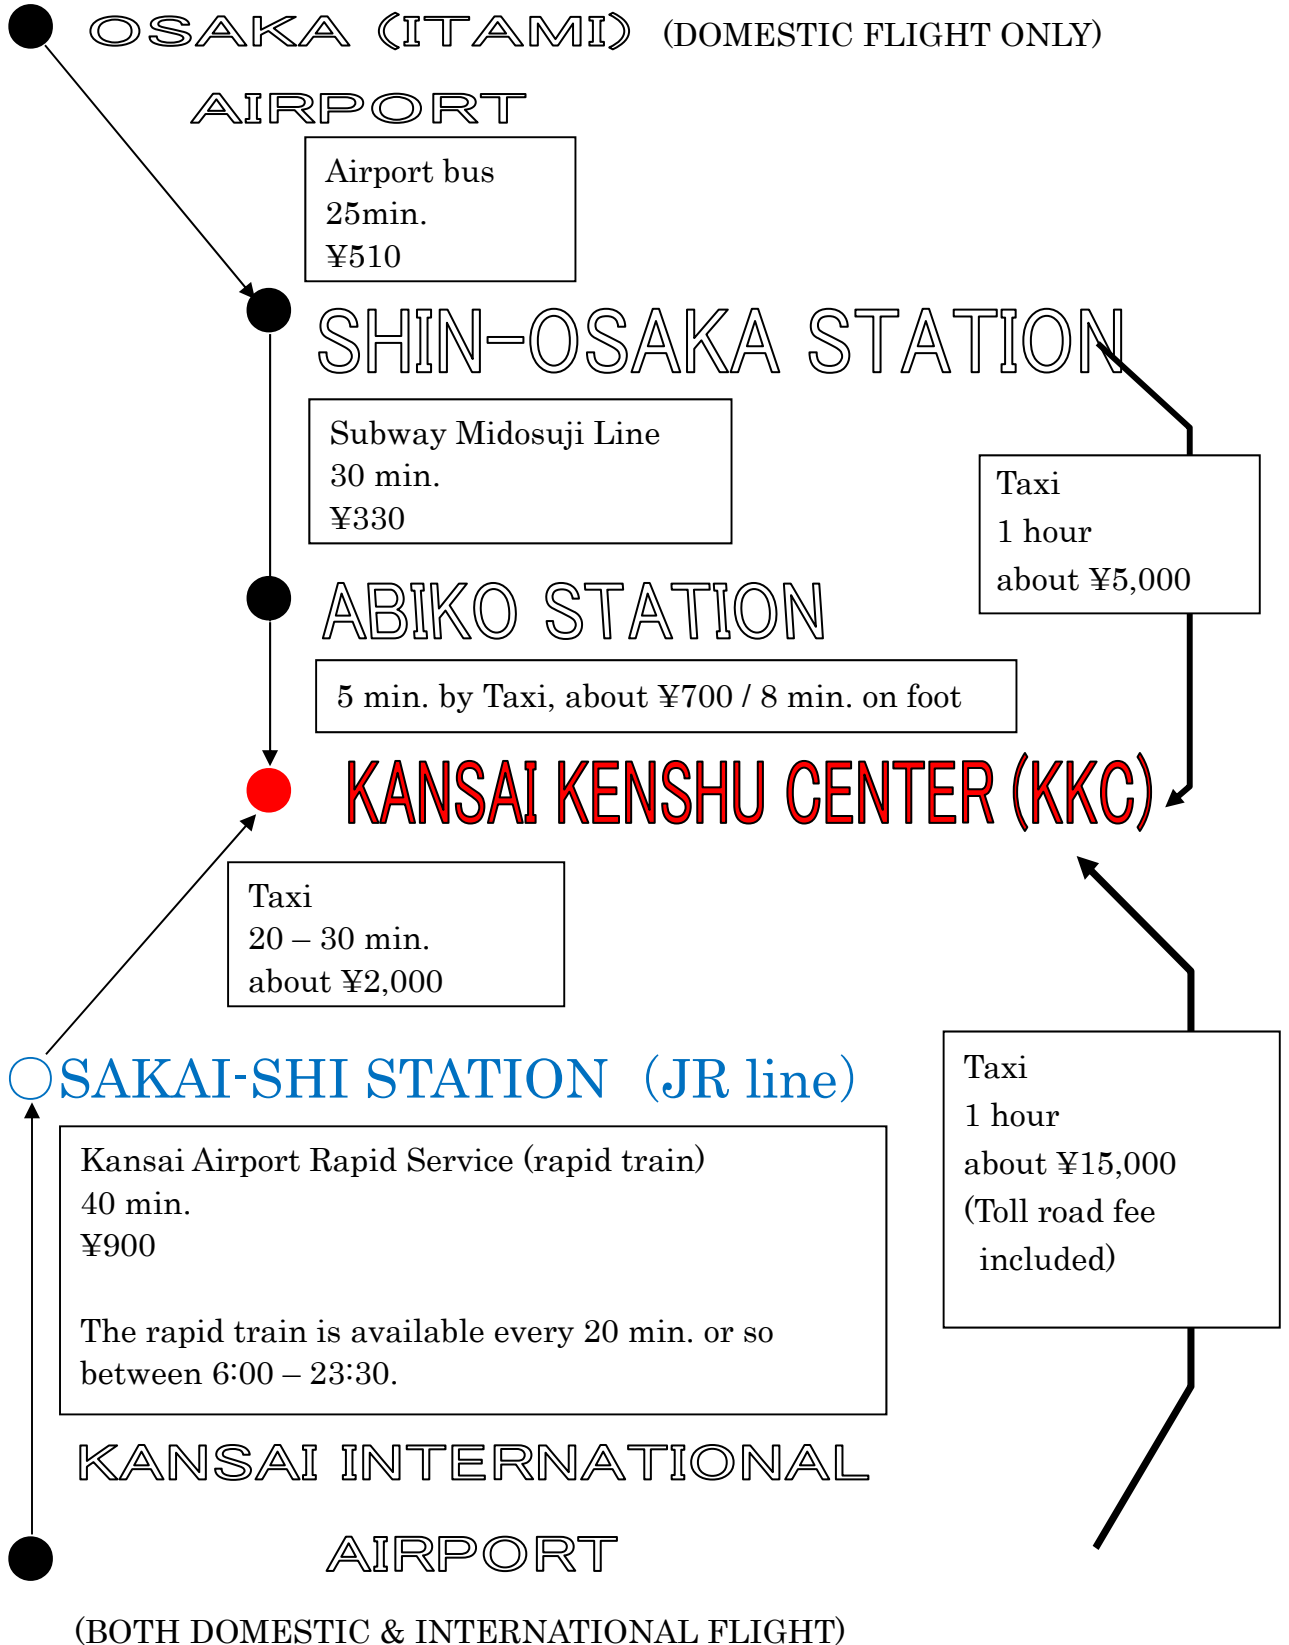 OSAKA (ITAMI) (DOMESTIC FLIGHT ONLY)
AIRPORT
Airport bus
25min.
¥510
SHIN-OSAKA STATION
Subway Midosuji Line
30 min.
¥330
Taxi
1 hour
about ¥5,000
ABIKO STATION
5 min. by Taxi, about ¥700 / 8 min. on foot
KANSAI KENSHU CENTER (KKC)
Taxi
20 – 30 min.
about ¥2,000
SAKAI-SHI STATION (JR line)
Kansai Airport Rapid Service (rapid train)
40 min.
¥900
The rapid train is available every 20 min. or so
between 6:00 – 23:30.
Taxi
1 hour
about ¥15,000
(Toll road fee
included)
KANSAI INTERNATIONAL
AIRPORT
(BOTH DOMESTIC & INTERNATIONAL FLIGHT)